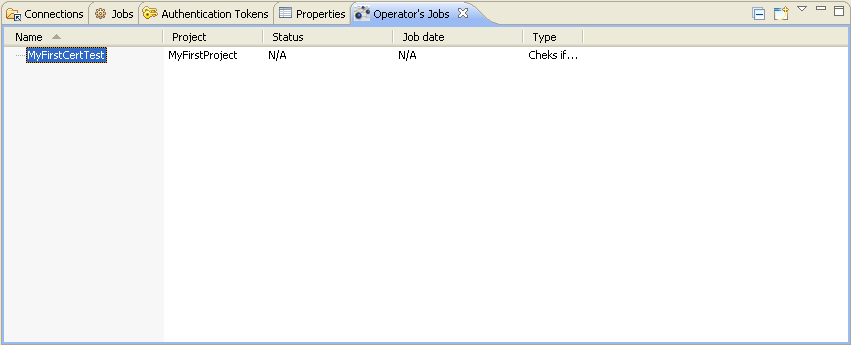 Connections Jobs Authentication Tokens Properties Operator's Jobs
Name Project Status Job date Type
MyFirstCertTest MyFirstProject N/A N/A Cheks if...